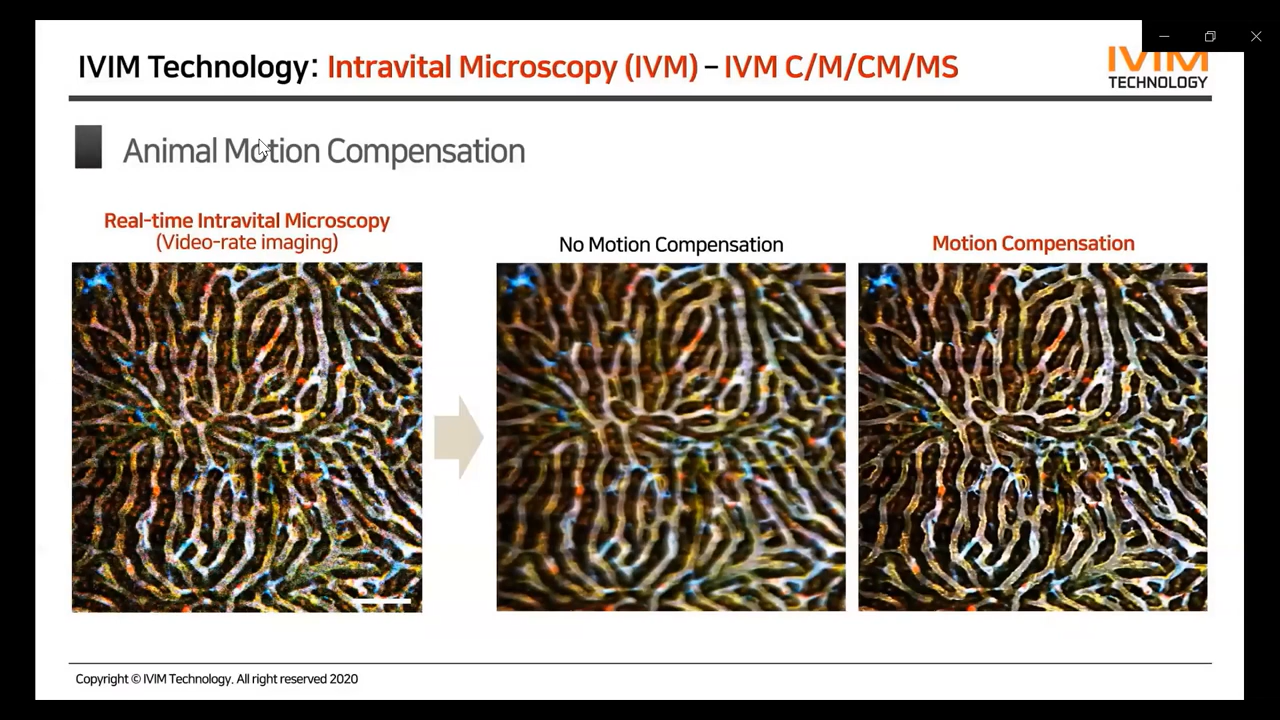 IVIM Technology: Intravital Microscopy (IVM) – IVM C/M/CM/MS
IVIM
TECHNOLOGY
Animal Motion Compensation
Real-time Intravital Microscopy
(Video-rate imaging)
No Motion Compensation
Motion Compensation
Copyright © IVIM Technology. All right reserved 2020